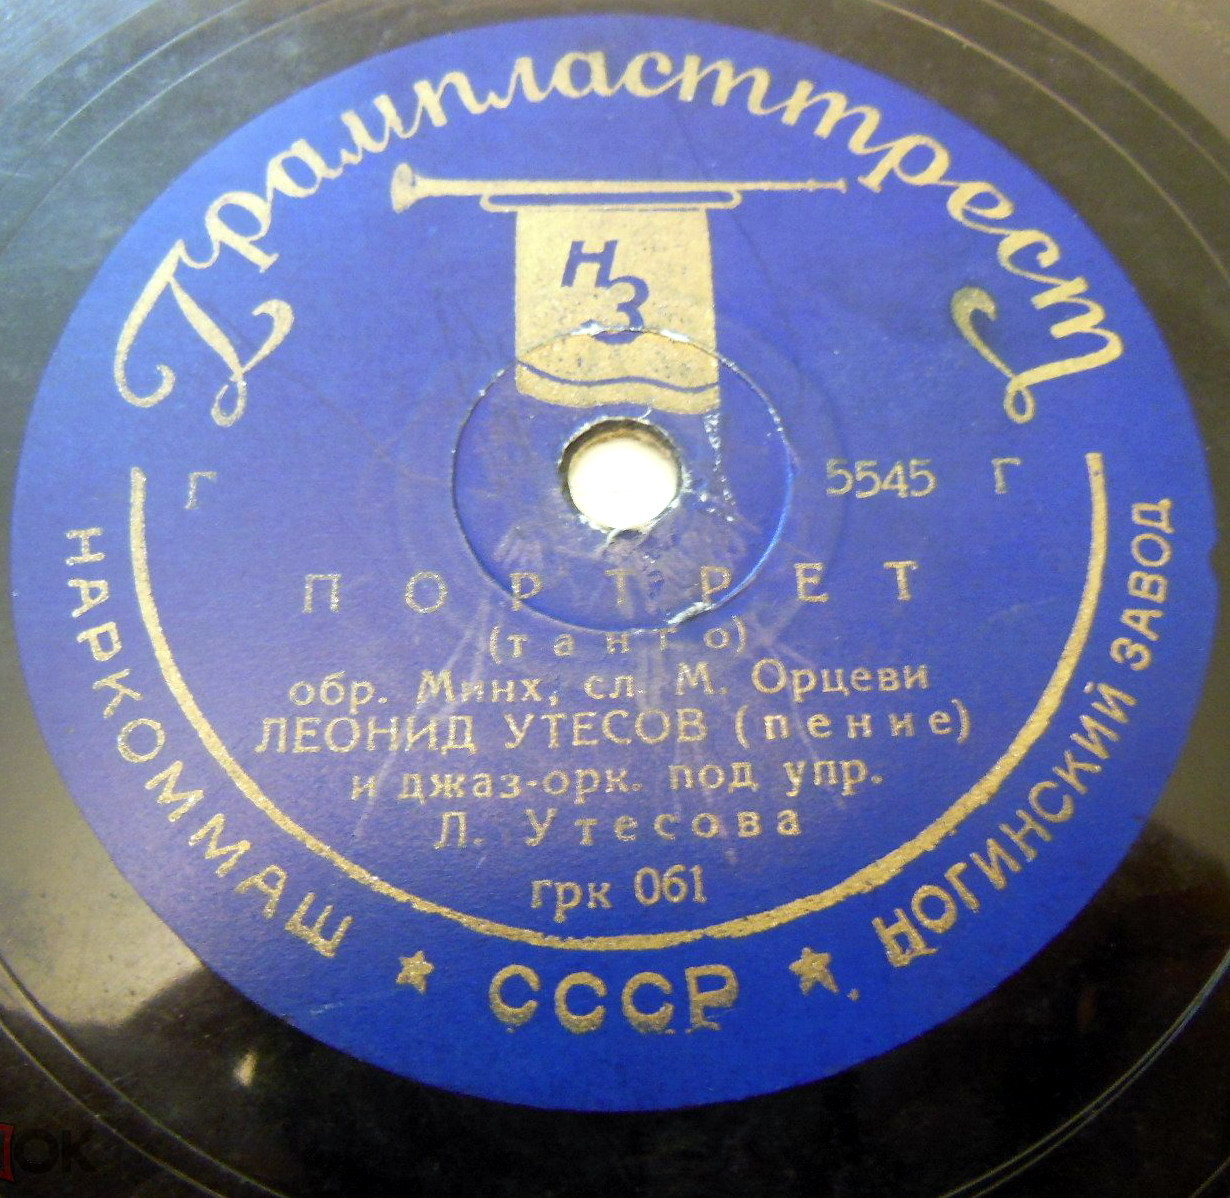 Грампласттрест
НЗ
Г 5545 Г
ПОРТРЕТ
(танго)
обр. Минх, сл. М. Орцеви
ЛЕОНИД УТЕСОВ (пение)
и джаз-орк. под упр.
Л. Утесова
грк 061
НАРКОММАШ ★ СССР ★ НОГИНСКИЙ ЗАВОД